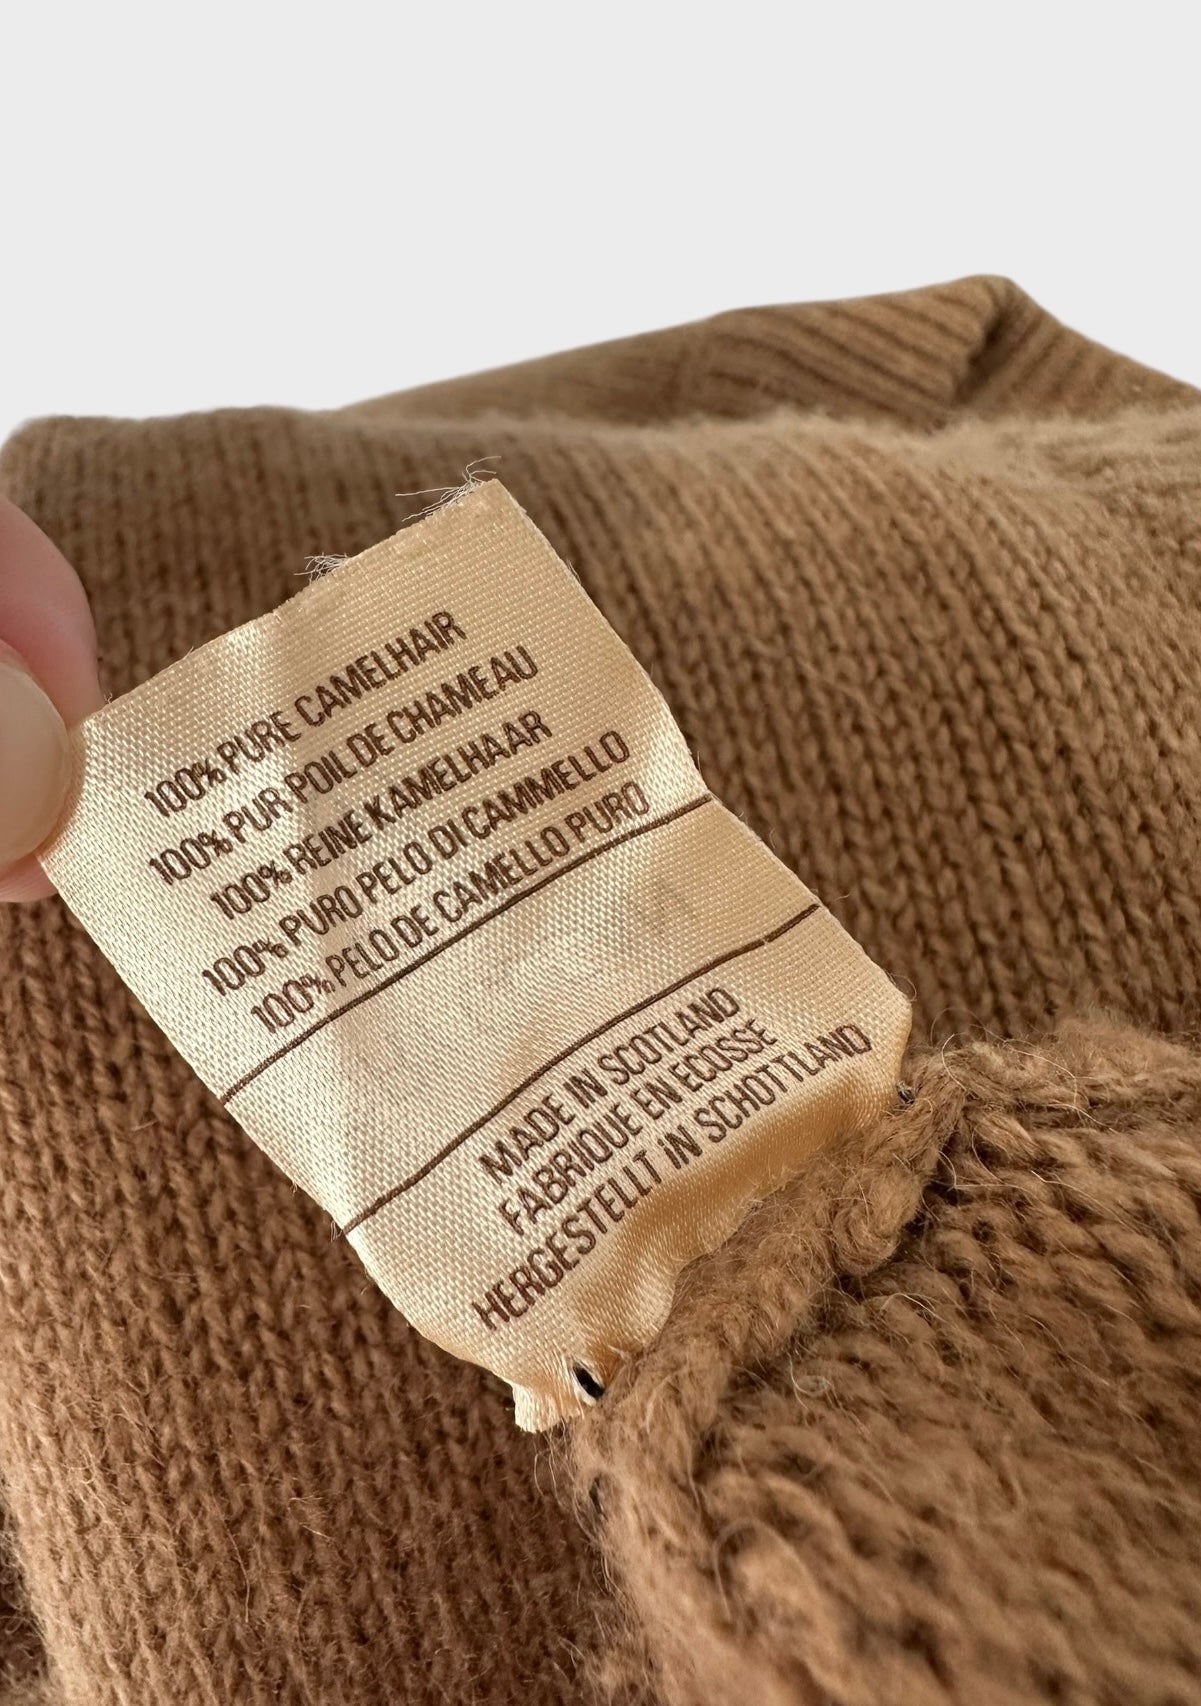 100% PURE CAMELHAIR
100% PUR POIL DE CHAMEAU
100% REINE KAMELHAAR
100% PURO PELO DI CAMMELLO
100% PELO DE CAMELLO PURO
MADE IN SCOTLAND
FABRIQUE EN ECOSSE
HERGESTELLT IN SCHOTTLAND